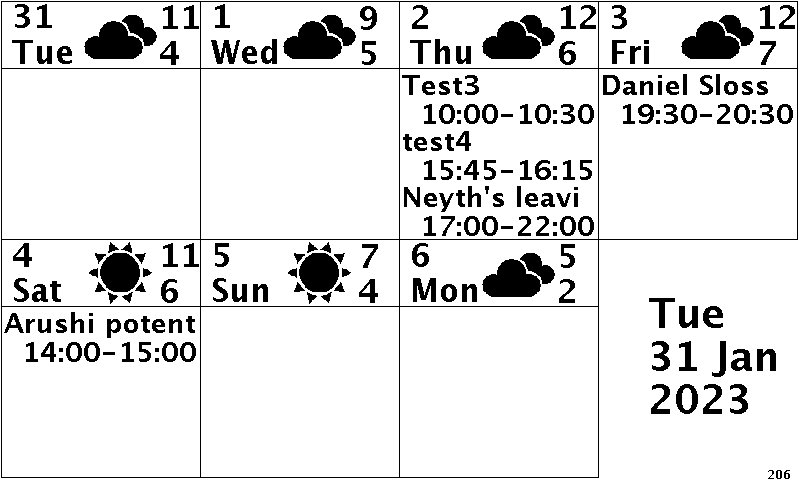 31 11
Tue 4
1 9
Wed 5
2 12
Thu 6
3 12
Fri 7
Test3
10:00-10:30
test4
15:45-16:15
Neyth's leavi
17:00-22:00
Daniel Sloss
19:30-20:30
4 11
Sat 6
5 7
Sun 4
6 5
Mon 2
Arushi potent
14:00-15:00
Tue
31 Jan
2023
206